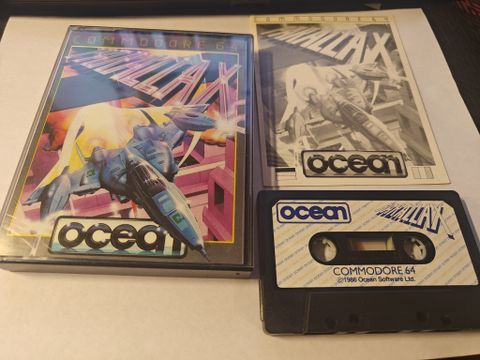 COMMODORE 64
PARALLAX
ocean
COMMODORE 64
PARALLAX
ocean
ocean
PARALLAX
COMMODORE 64
©1986 Ocean Software Ltd.